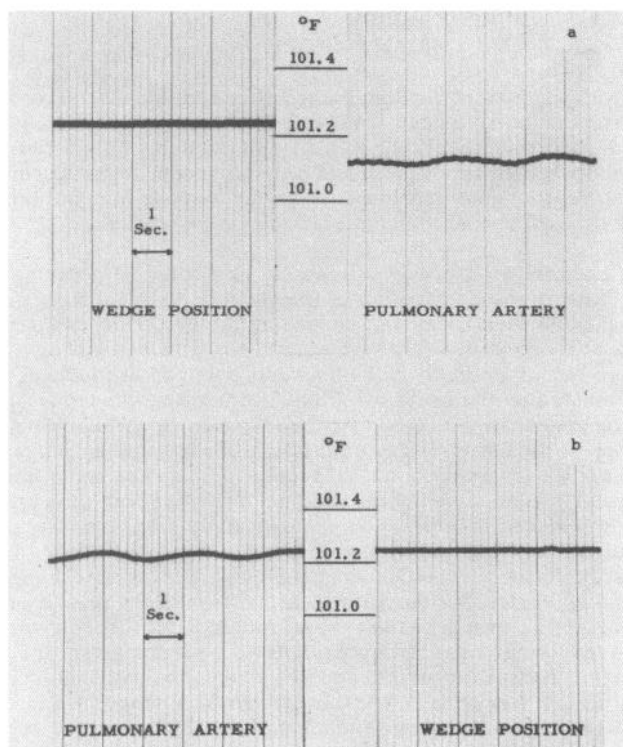 °F
a
101.4
101.2
101.0
1
Sec.
WEDGE POSITION
PULMONARY ARTERY
°F
b
101.4
101.2
101.0
1
Sec.
PULMONARY ARTERY
WEDGE POSITION